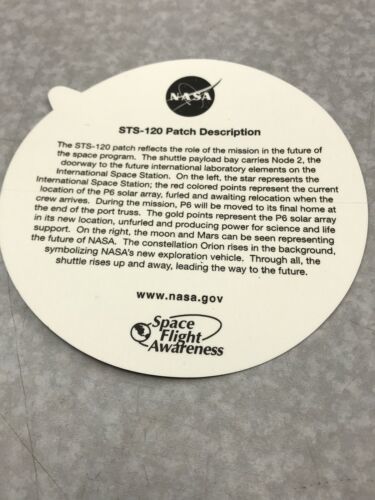 NASA
STS-120 Patch Description
The STS-120 patch reflects the role of the mission in the future of
the space program. The shuttle payload bay carries Node 2, the
doorway to the future international laboratory elements on the
International Space Station. On the left, the star represents the
International Space Station; the red colored points represent the current
location of the P6 solar array, furled and awaiting relocation when the
crew arrives. During the mission, P6 will be moved to its final home at
the end of the port truss. The gold points represent the P6 solar array
in its new location, unfurled and producing power for science and life
support. On the right, the moon and Mars can be seen representing
the future of NASA. The constellation Orion rises in the background,
symbolizing NASA's new exploration vehicle. Through all, the
shuttle rises up and away, leading the way to the future.
www.nasa.gov
Space
Flight
Awareness